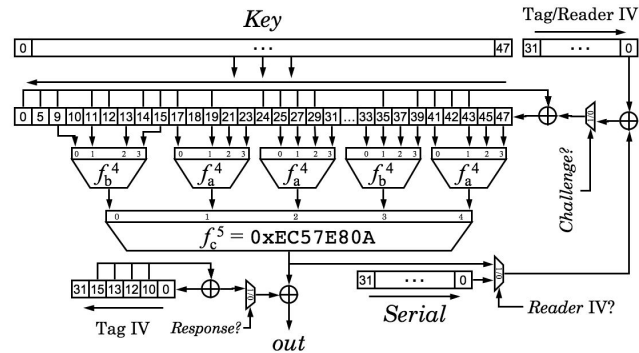 Key Tag/Reader IV
0 ... 47 31 ... 0
0 5 9 10 11 12 13 14 15 17 18 19 21 23 24 25 27 29 31 ... 33 35 37 39 41 42 43 45 47 1/0
0 1 2 3 0 1 2 3 0 1 2 3 0 1 2 3 0 1 2 3
f_b^4 f_a^4 f_a^4 f_b^4 f_a^4
Challenge?
0 1 2 3 4
f_c^5 = 0xEC57E80A
31 15 13 12 10 0 1/0 31 ... 0 1/0
Tag IV Response? Serial Reader IV?
out